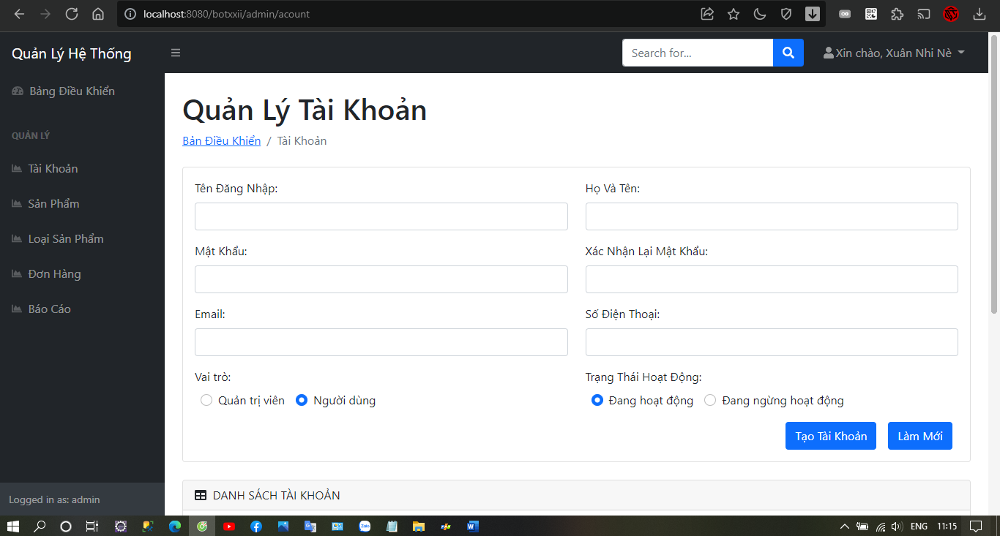 localhost:8080/botxxii/admin/acount
Quản Lý Hệ Thống
Search for...
Xin chào, Xuân Nhi Nè
Bảng Điều Khiển
QUẢN LÝ
Tài Khoản
Sản Phẩm
Loại Sản Phẩm
Đơn Hàng
Báo Cáo
Logged in as: admin
Quản Lý Tài Khoản
Bản Điều Khiển / Tài Khoản
Tên Đăng Nhập:
Họ Và Tên:
Mật Khẩu:
Xác Nhận Lại Mật Khẩu:
Email:
Số Điện Thoại:
Vai trò:
Quản trị viên Người dùng
Trạng Thái Hoạt Động:
Đang hoạt động Đang ngừng hoạt động
Tạo Tài Khoản Làm Mới
DANH SÁCH TÀI KHOẢN
Zalo
ENG 11:15